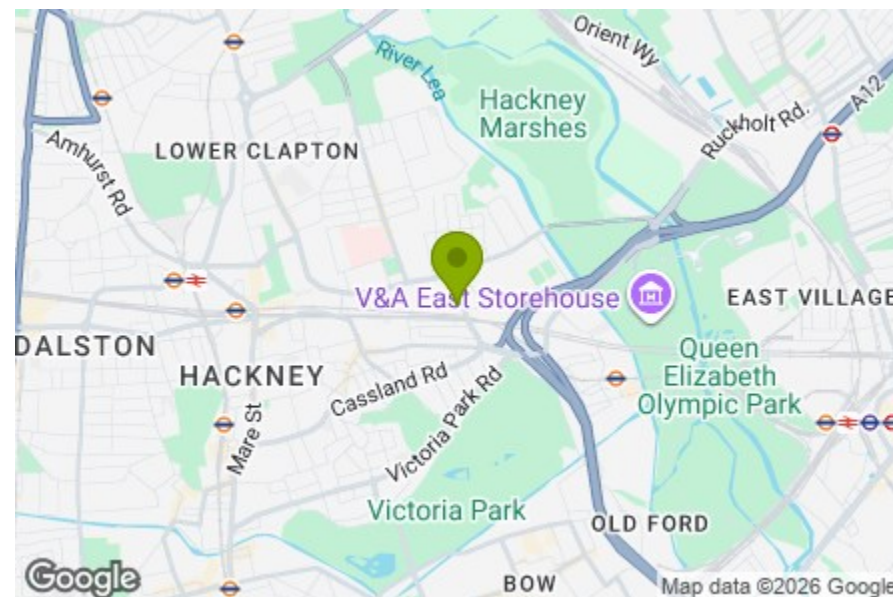 Orient Wy
River Lea
A12
Hackney
Marshes
Ruckholt Rd.
Amhurst Rd
LOWER CLAPTON
V&A East Storehouse
EAST VILLAGE
DALSTON
HACKNEY
Queen
Elizabeth
Olympic Park
Cassland Rd
Mare St
Victoria Park Rd
Victoria Park
OLD FORD
BOW
Google
Map data ©2026 Google